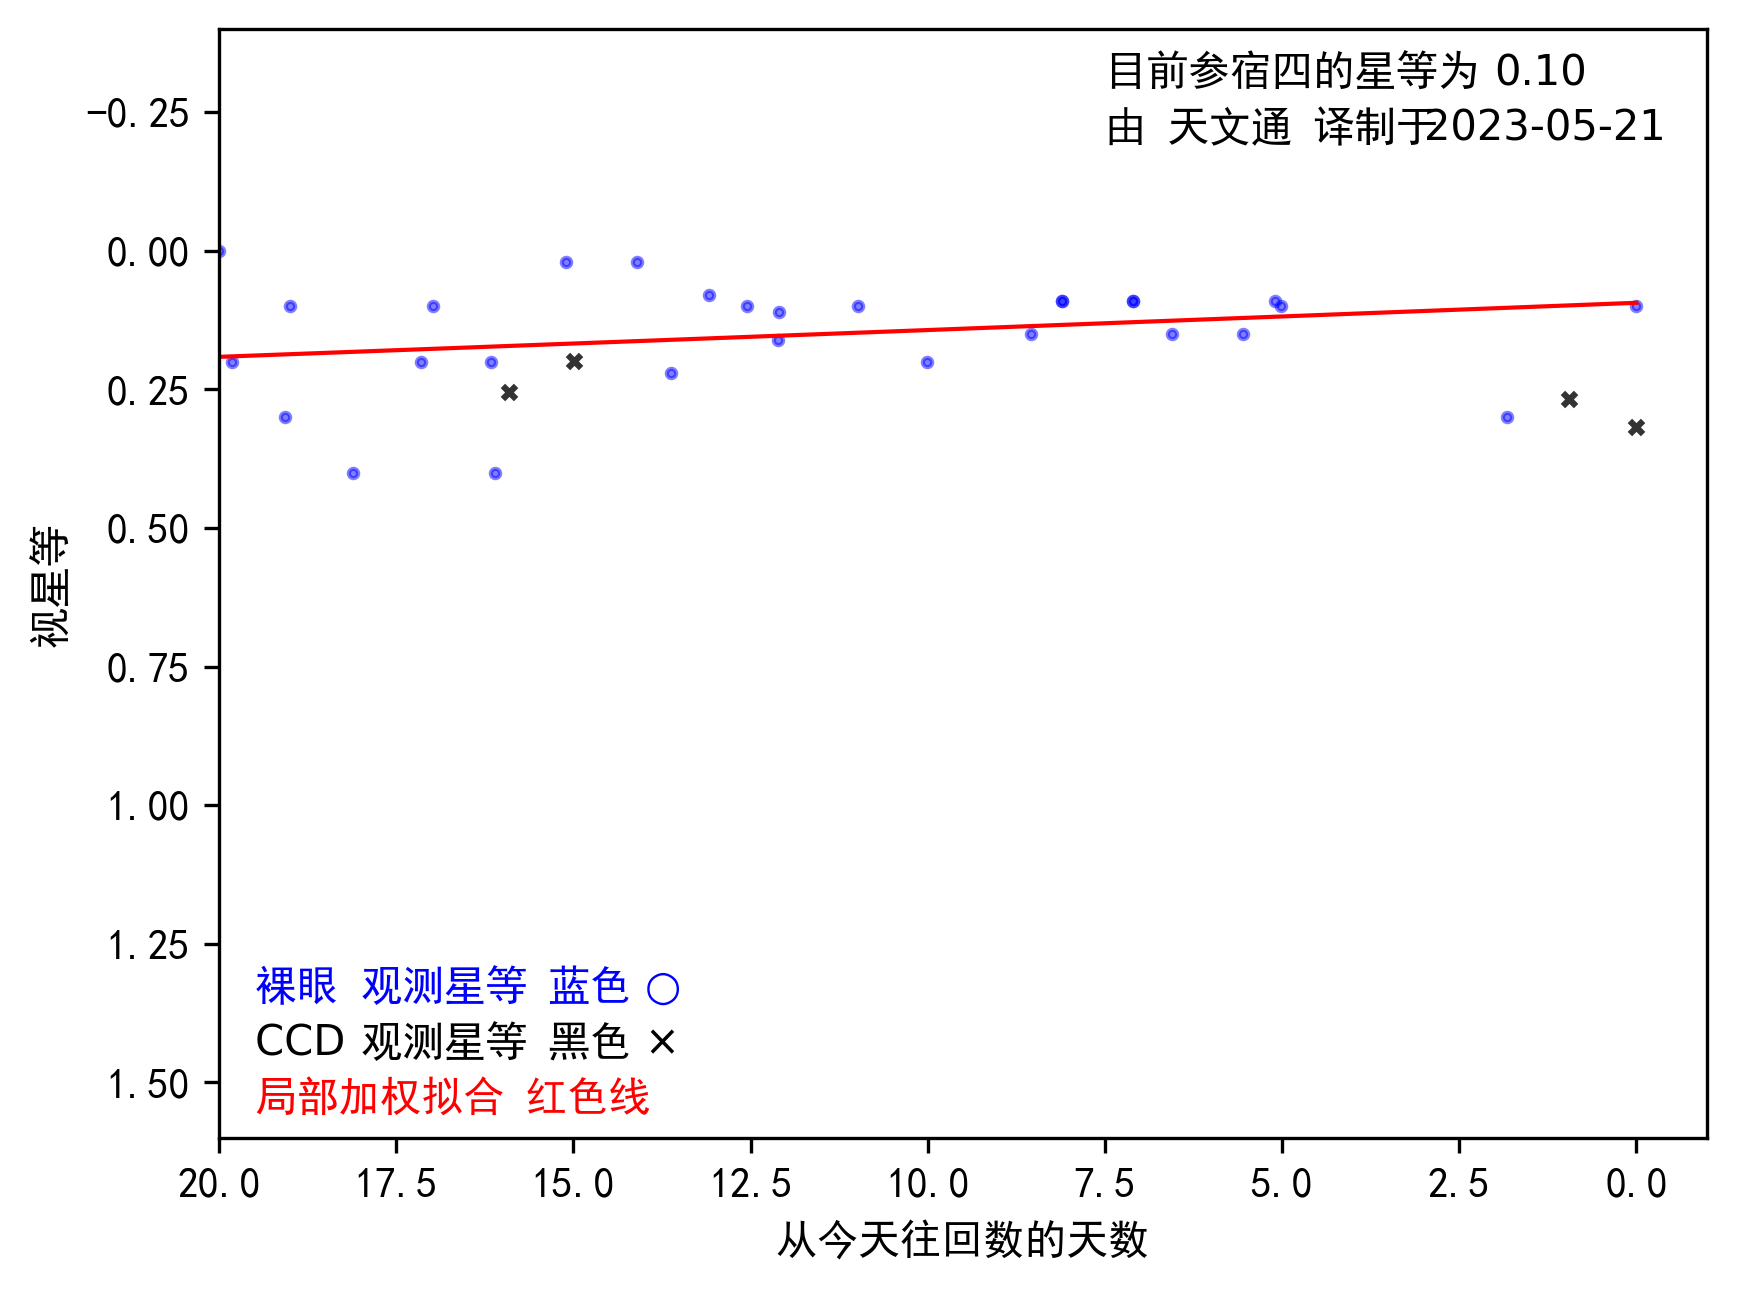 目前参宿四的星等为 0.10
由 天文通 译制于2023-05-21
-0.25
0.00
0.25
0.50
0.75
1.00
1.25
1.50
视星等
裸眼 观测星等 蓝色 ○
CCD 观测星等 黑色 ×
局部加权拟合 红色线
20.0 17.5 15.0 12.5 10.0 7.5 5.0 2.5 0.0
从今天往回数的天数